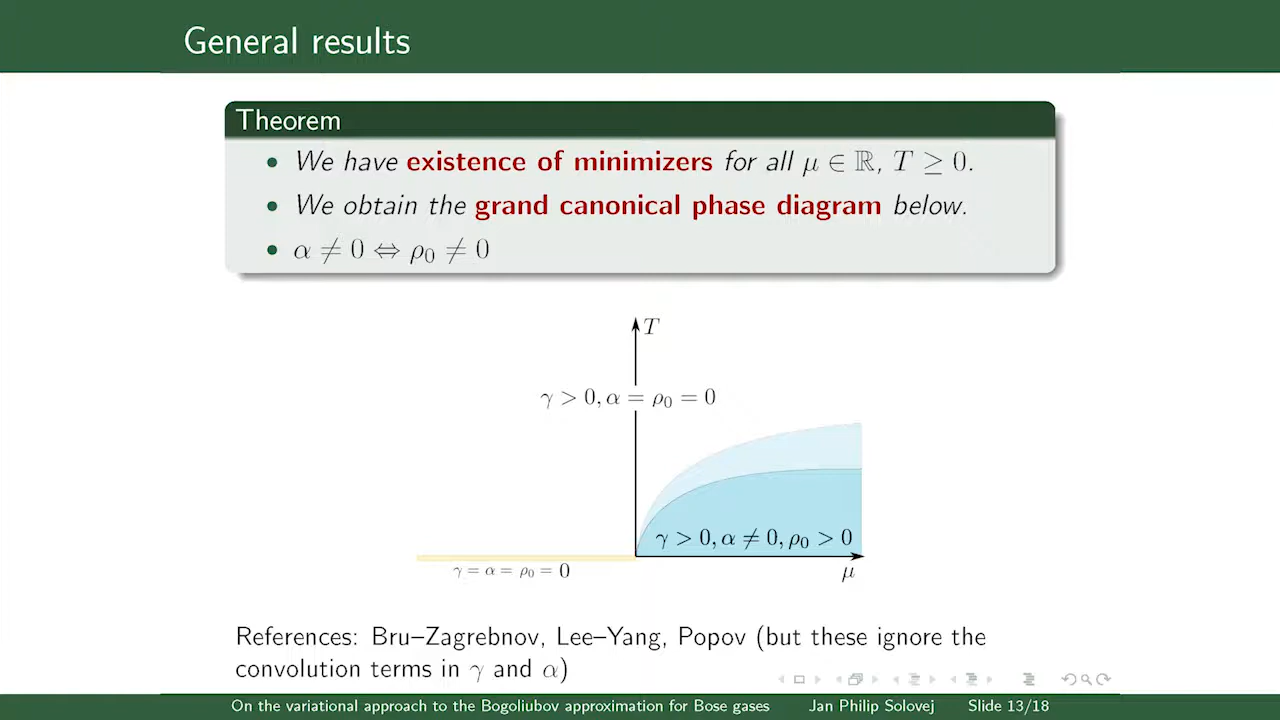 General results
Theorem
• We have existence of minimizers for all μ ∈ ℝ, T ≥ 0.
• We obtain the grand canonical phase diagram below.
• α ≠ 0 ⇔ ρ₀ ≠ 0
T
γ > 0, α = ρ₀ = 0
γ > 0, α ≠ 0, ρ₀ > 0
γ = α = ρ₀ = 0
μ
References: Bru–Zagrebnov, Lee–Yang, Popov (but these ignore the
convolution terms in γ and α)
On the variational approach to the Bogoliubov approximation for Bose gases Jan Philip Solovej Slide 13/18